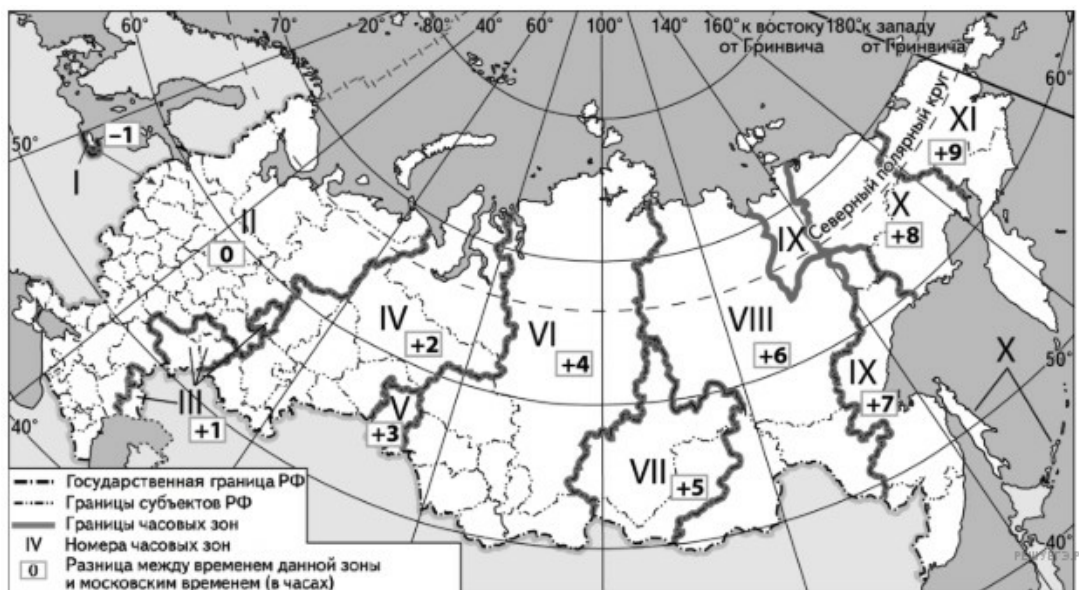 60°
70°
20°
80°
40°
60°
100°
140°
160° к востоку
от Гринвича
180° к западу
от Гринвича
60°
50°
-1
I
II
0
IV
+2
VI
+4
VIII
+6
IX
Северный полярный круг
XI
+9
X
+8
IX
+7
X
50°
III
+1
40°
V
+3
VII
+5
40°
Государственная граница РФ
Границы субъектов РФ
Границы часовых зон
IV Номера часовых зон
0 Разница между временем данной зоны
и московским временем (в часах)